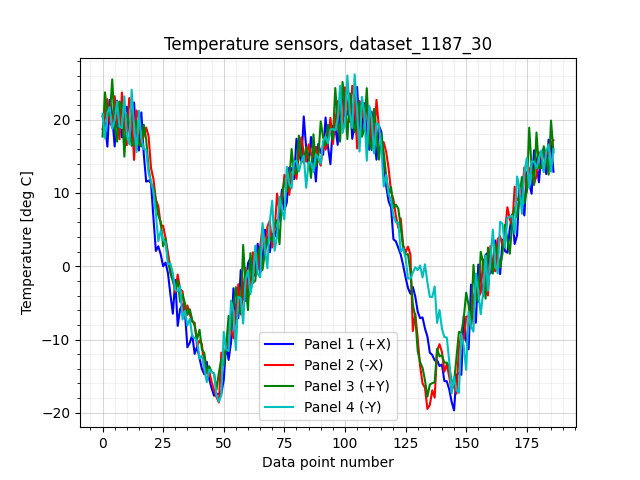 Temperature sensors, dataset_1187_30
Temperature [deg C]
20
10
0
−10
−20
Panel 1 (+X)
Panel 2 (-X)
Panel 3 (+Y)
Panel 4 (-Y)
0 25 50 75 100 125 150 175
Data point number